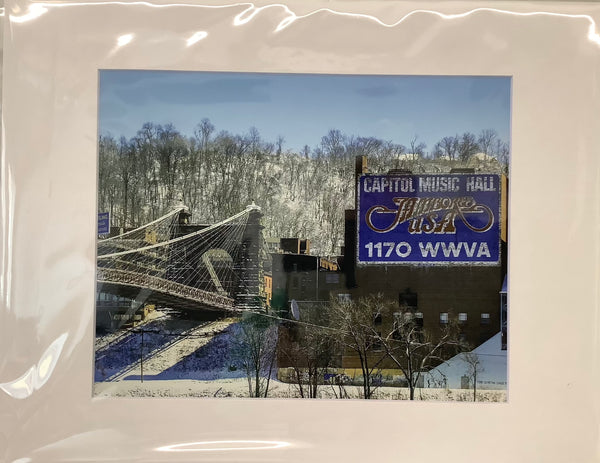 CAPITOL MUSIC HALL
JAMBOREE
USA
1170 WWVA